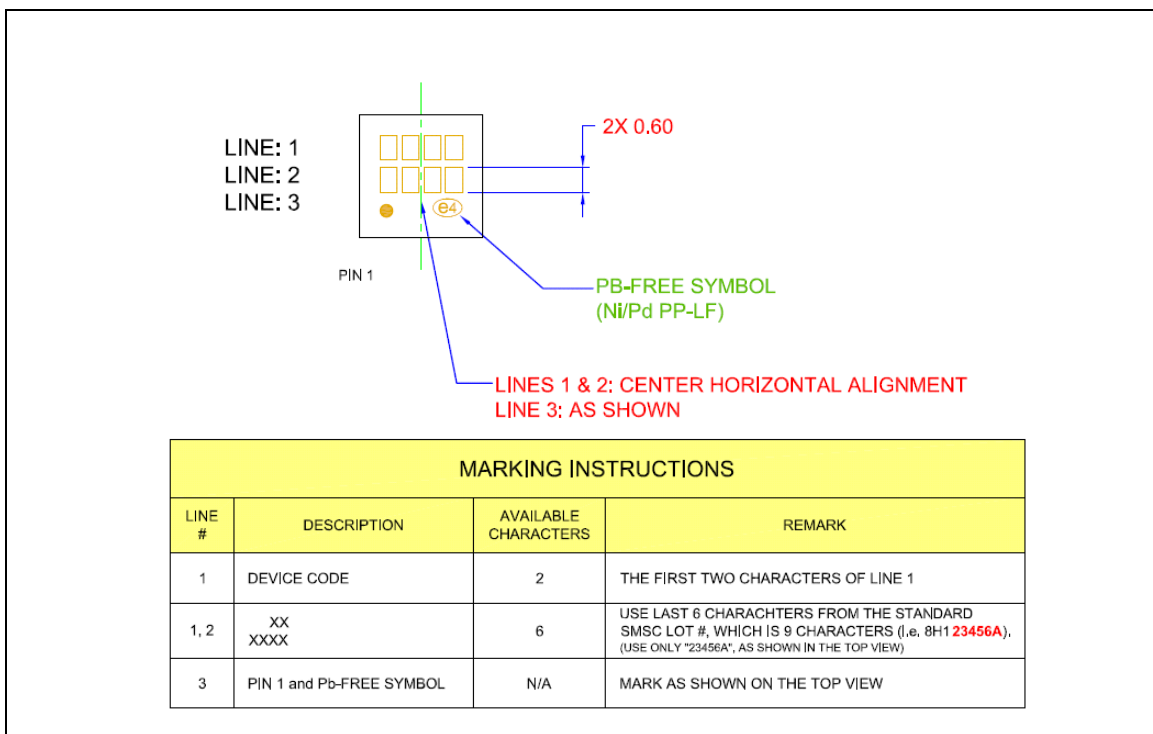 LINE: 1
LINE: 2
LINE: 3
2X 0.60
e4
PIN 1
PB-FREE SYMBOL
(Ni/Pd PP-LF)
LINES 1 & 2: CENTER HORIZONTAL ALIGNMENT
LINE 3: AS SHOWN
MARKING INSTRUCTIONS
LINE
#
DESCRIPTION
AVAILABLE
CHARACTERS
REMARK
1
DEVICE CODE
2
THE FIRST TWO CHARACTERS OF LINE 1
1, 2
XX
XXXX
6
USE LAST 6 CHARACHTERS FROM THE STANDARD
SMSC LOT #, WHICH IS 9 CHARACTERS (i.e. 8H123456A).
(USE ONLY "23456A", AS SHOWN IN THE TOP VIEW)
3
PIN 1 and Pb-FREE SYMBOL
N/A
MARK AS SHOWN ON THE TOP VIEW